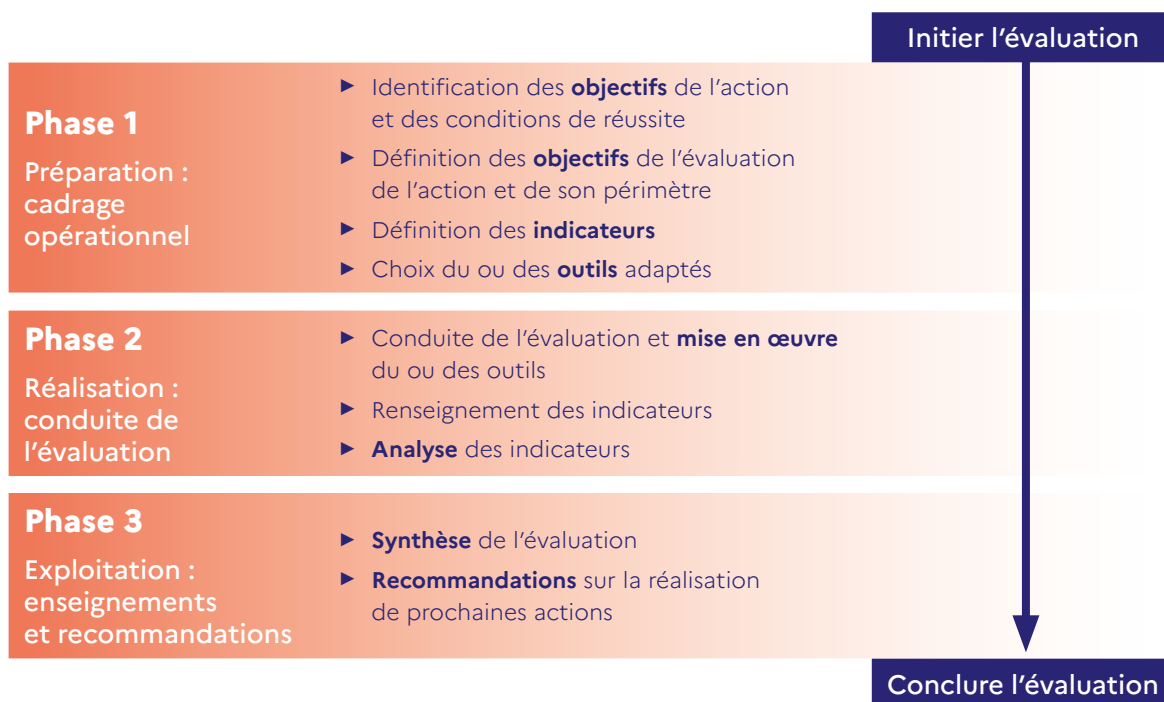 Initier l’évaluation
Phase 1
Préparation :
cadrage
opérationnel
► Identification des objectifs de l’action
et des conditions de réussite
► Définition des objectifs de l’évaluation
de l’action et de son périmètre
► Définition des indicateurs
► Choix du ou des outils adaptés
Phase 2
Réalisation :
conduite de
l’évaluation
► Conduite de l’évaluation et mise en œuvre
du ou des outils
► Renseignement des indicateurs
► Analyse des indicateurs
Phase 3
Exploitation :
enseignements
et recommandations
► Synthèse de l’évaluation
► Recommandations sur la réalisation
de prochaines actions
Conclure l’évaluation